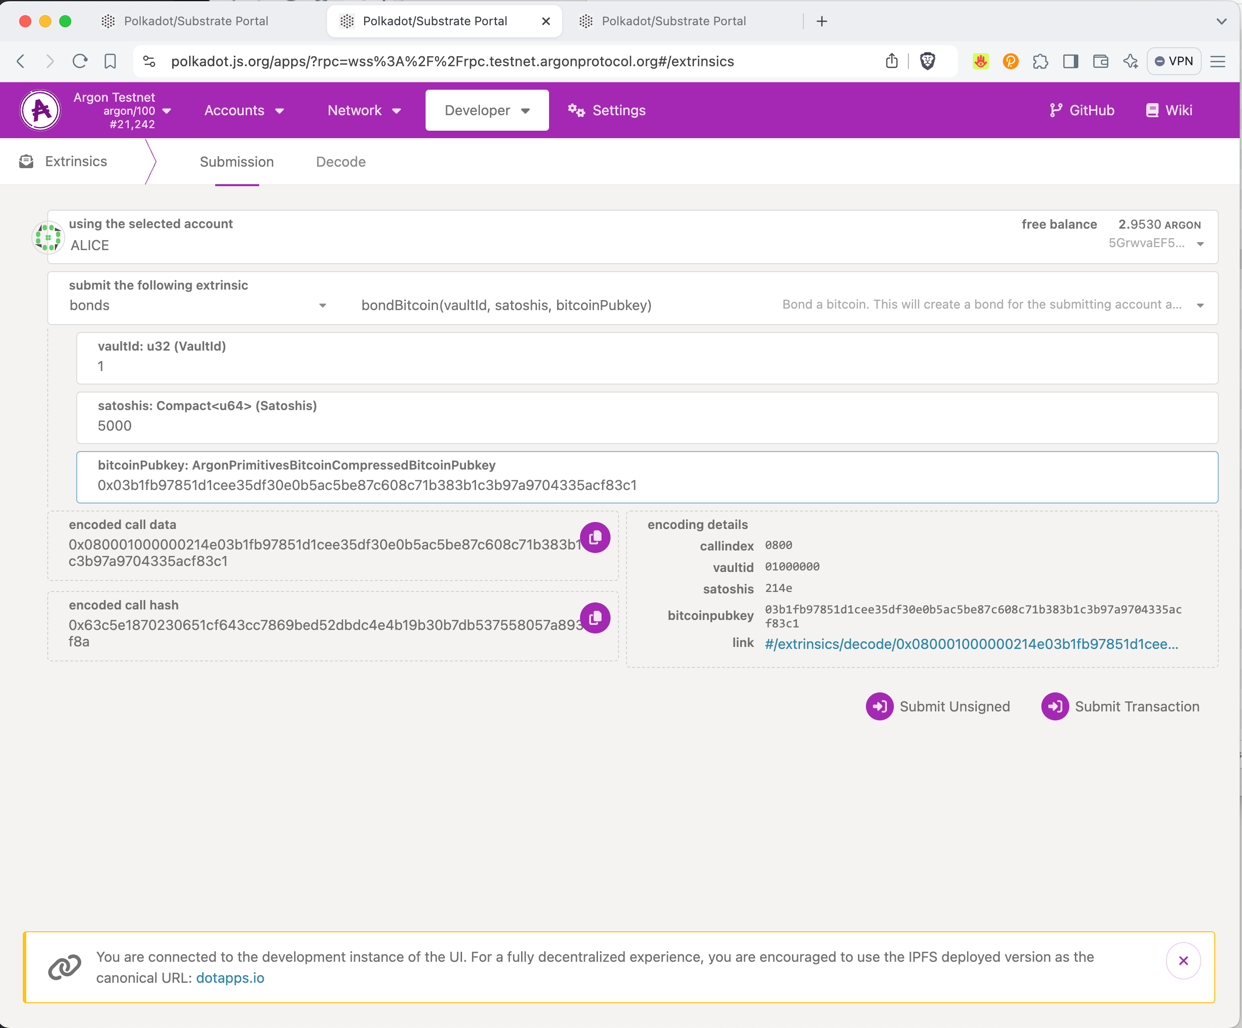 Polkadot/Substrate Portal
Polkadot/Substrate Portal
Polkadot/Substrate Portal
polkadot.js.org/apps/?rpc=wss%3A%2F%2Frpc.testnet.argonprotocol.org#/extrinsics
VPN
Argon Testnet
argon/100
#21,242
Accounts
Network
Developer
Settings
GitHub
Wiki
Extrinsics
Submission
Decode
using the selected account
ALICE
free balance 2.9530 ARGON
5GrwvaEF5...
submit the following extrinsic
bonds
bondBitcoin(vaultId, satoshis, bitcoinPubkey)
Bond a bitcoin. This will create a bond for the submitting account a...
vaultId: u32 (VaultId)
1
satoshis: Compact<u64> (Satoshis)
5000
bitcoinPubkey: ArgonPrimitivesBitcoinCompressedBitcoinPubkey
0x03b1fb97851d1cee35df30e0b5ac5be87c608c71b383b1c3b97a9704335acf83c1
encoded call data
0x080001000000214e03b1fb97851d1cee35df30e0b5ac5be87c608c71b383b1
c3b97a9704335acf83c1
encoded call hash
0x63c5e1870230651cf643cc7869bed52dbdc4e4b19b30b7db537558057a893
f8a
encoding details
callindex 0800
vaultid 01000000
satoshis 214e
bitcoinpubkey 03b1fb97851d1cee35df30e0b5ac5be87c608c71b383b1c3b97a9704335ac
f83c1
link #/extrinsics/decode/0x080001000000214e03b1fb97851d1cee...
Submit Unsigned
Submit Transaction
You are connected to the development instance of the UI. For a fully decentralized experience, you are encouraged to use the IPFS deployed version as the
canonical URL: dotapps.io